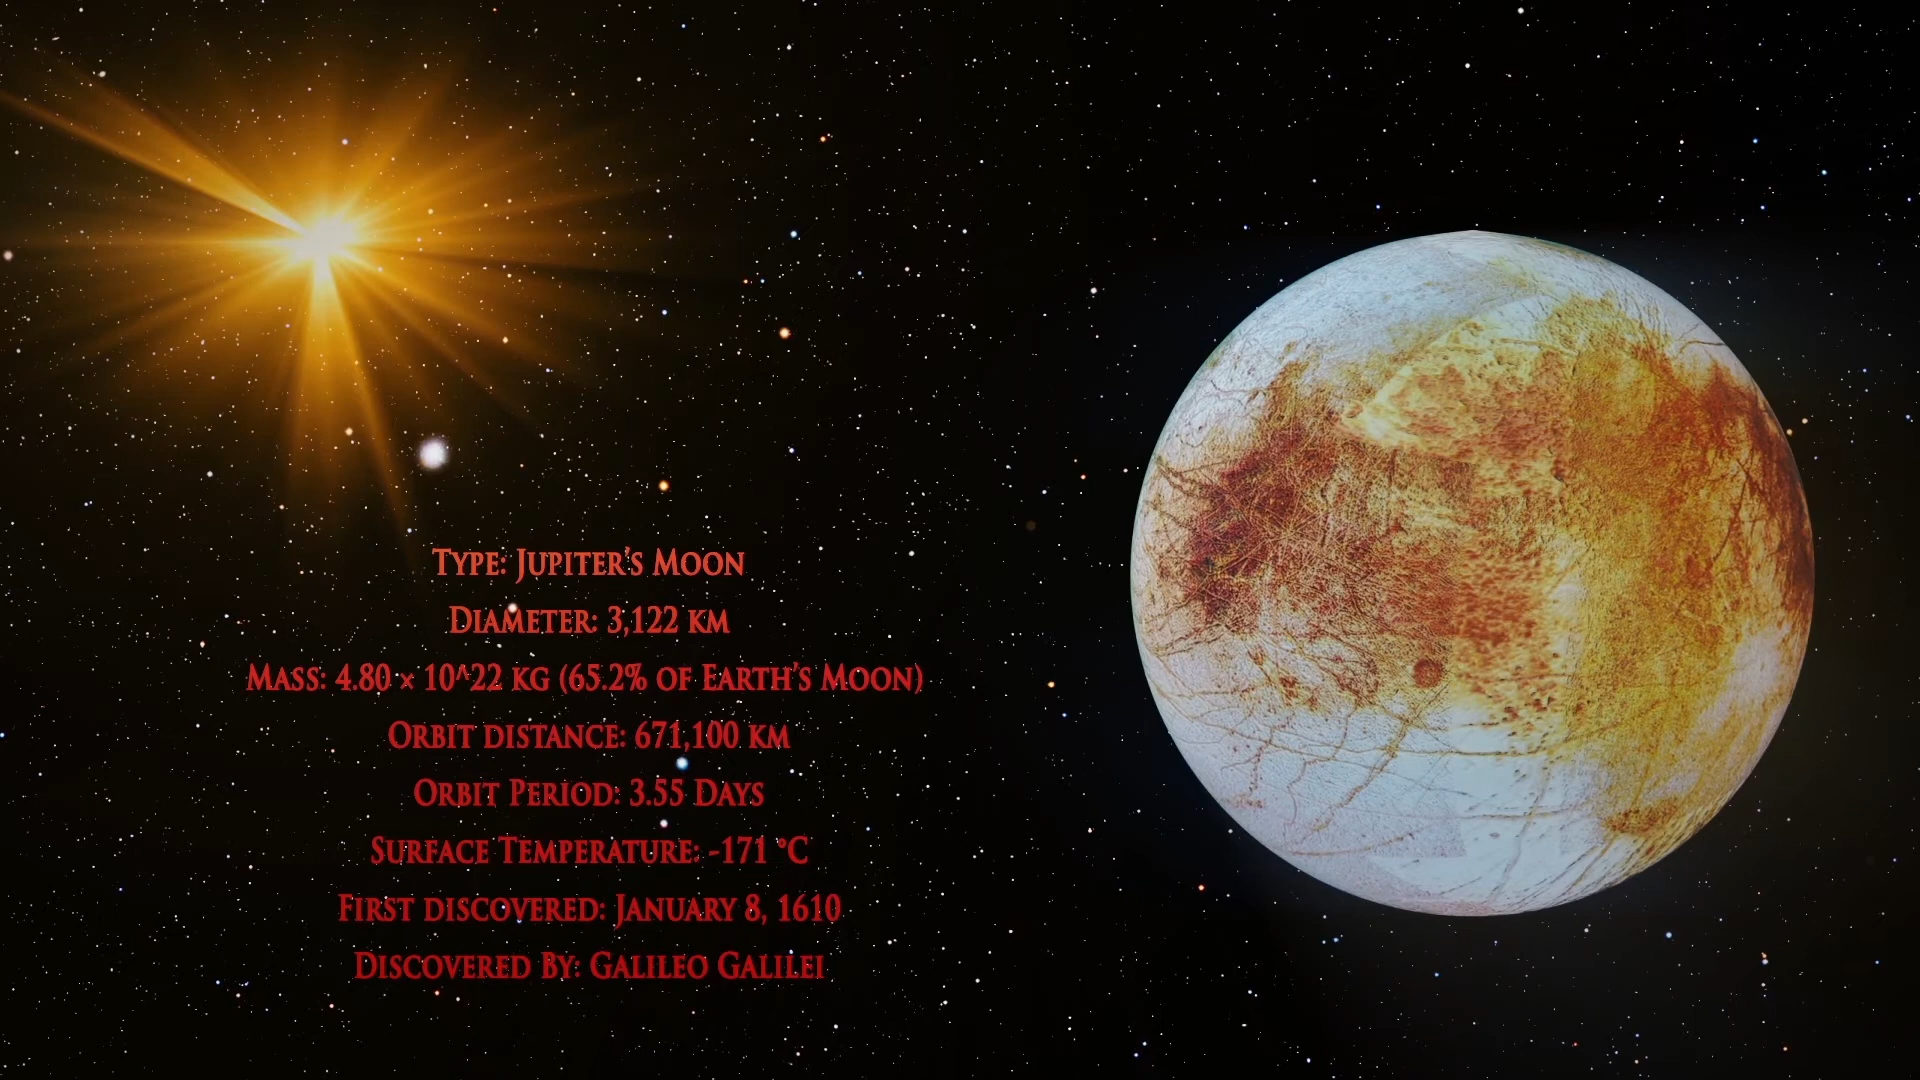 Type: Jupiter's Moon
Diameter: 3,122 km
Mass: 4.80 × 10^22 kg (65.2% of Earth's Moon)
Orbit distance: 671,100 km
Orbit Period: 3.55 Days
Surface Temperature: -171 °C
First discovered: January 8, 1610
Discovered By: Galileo Galilei